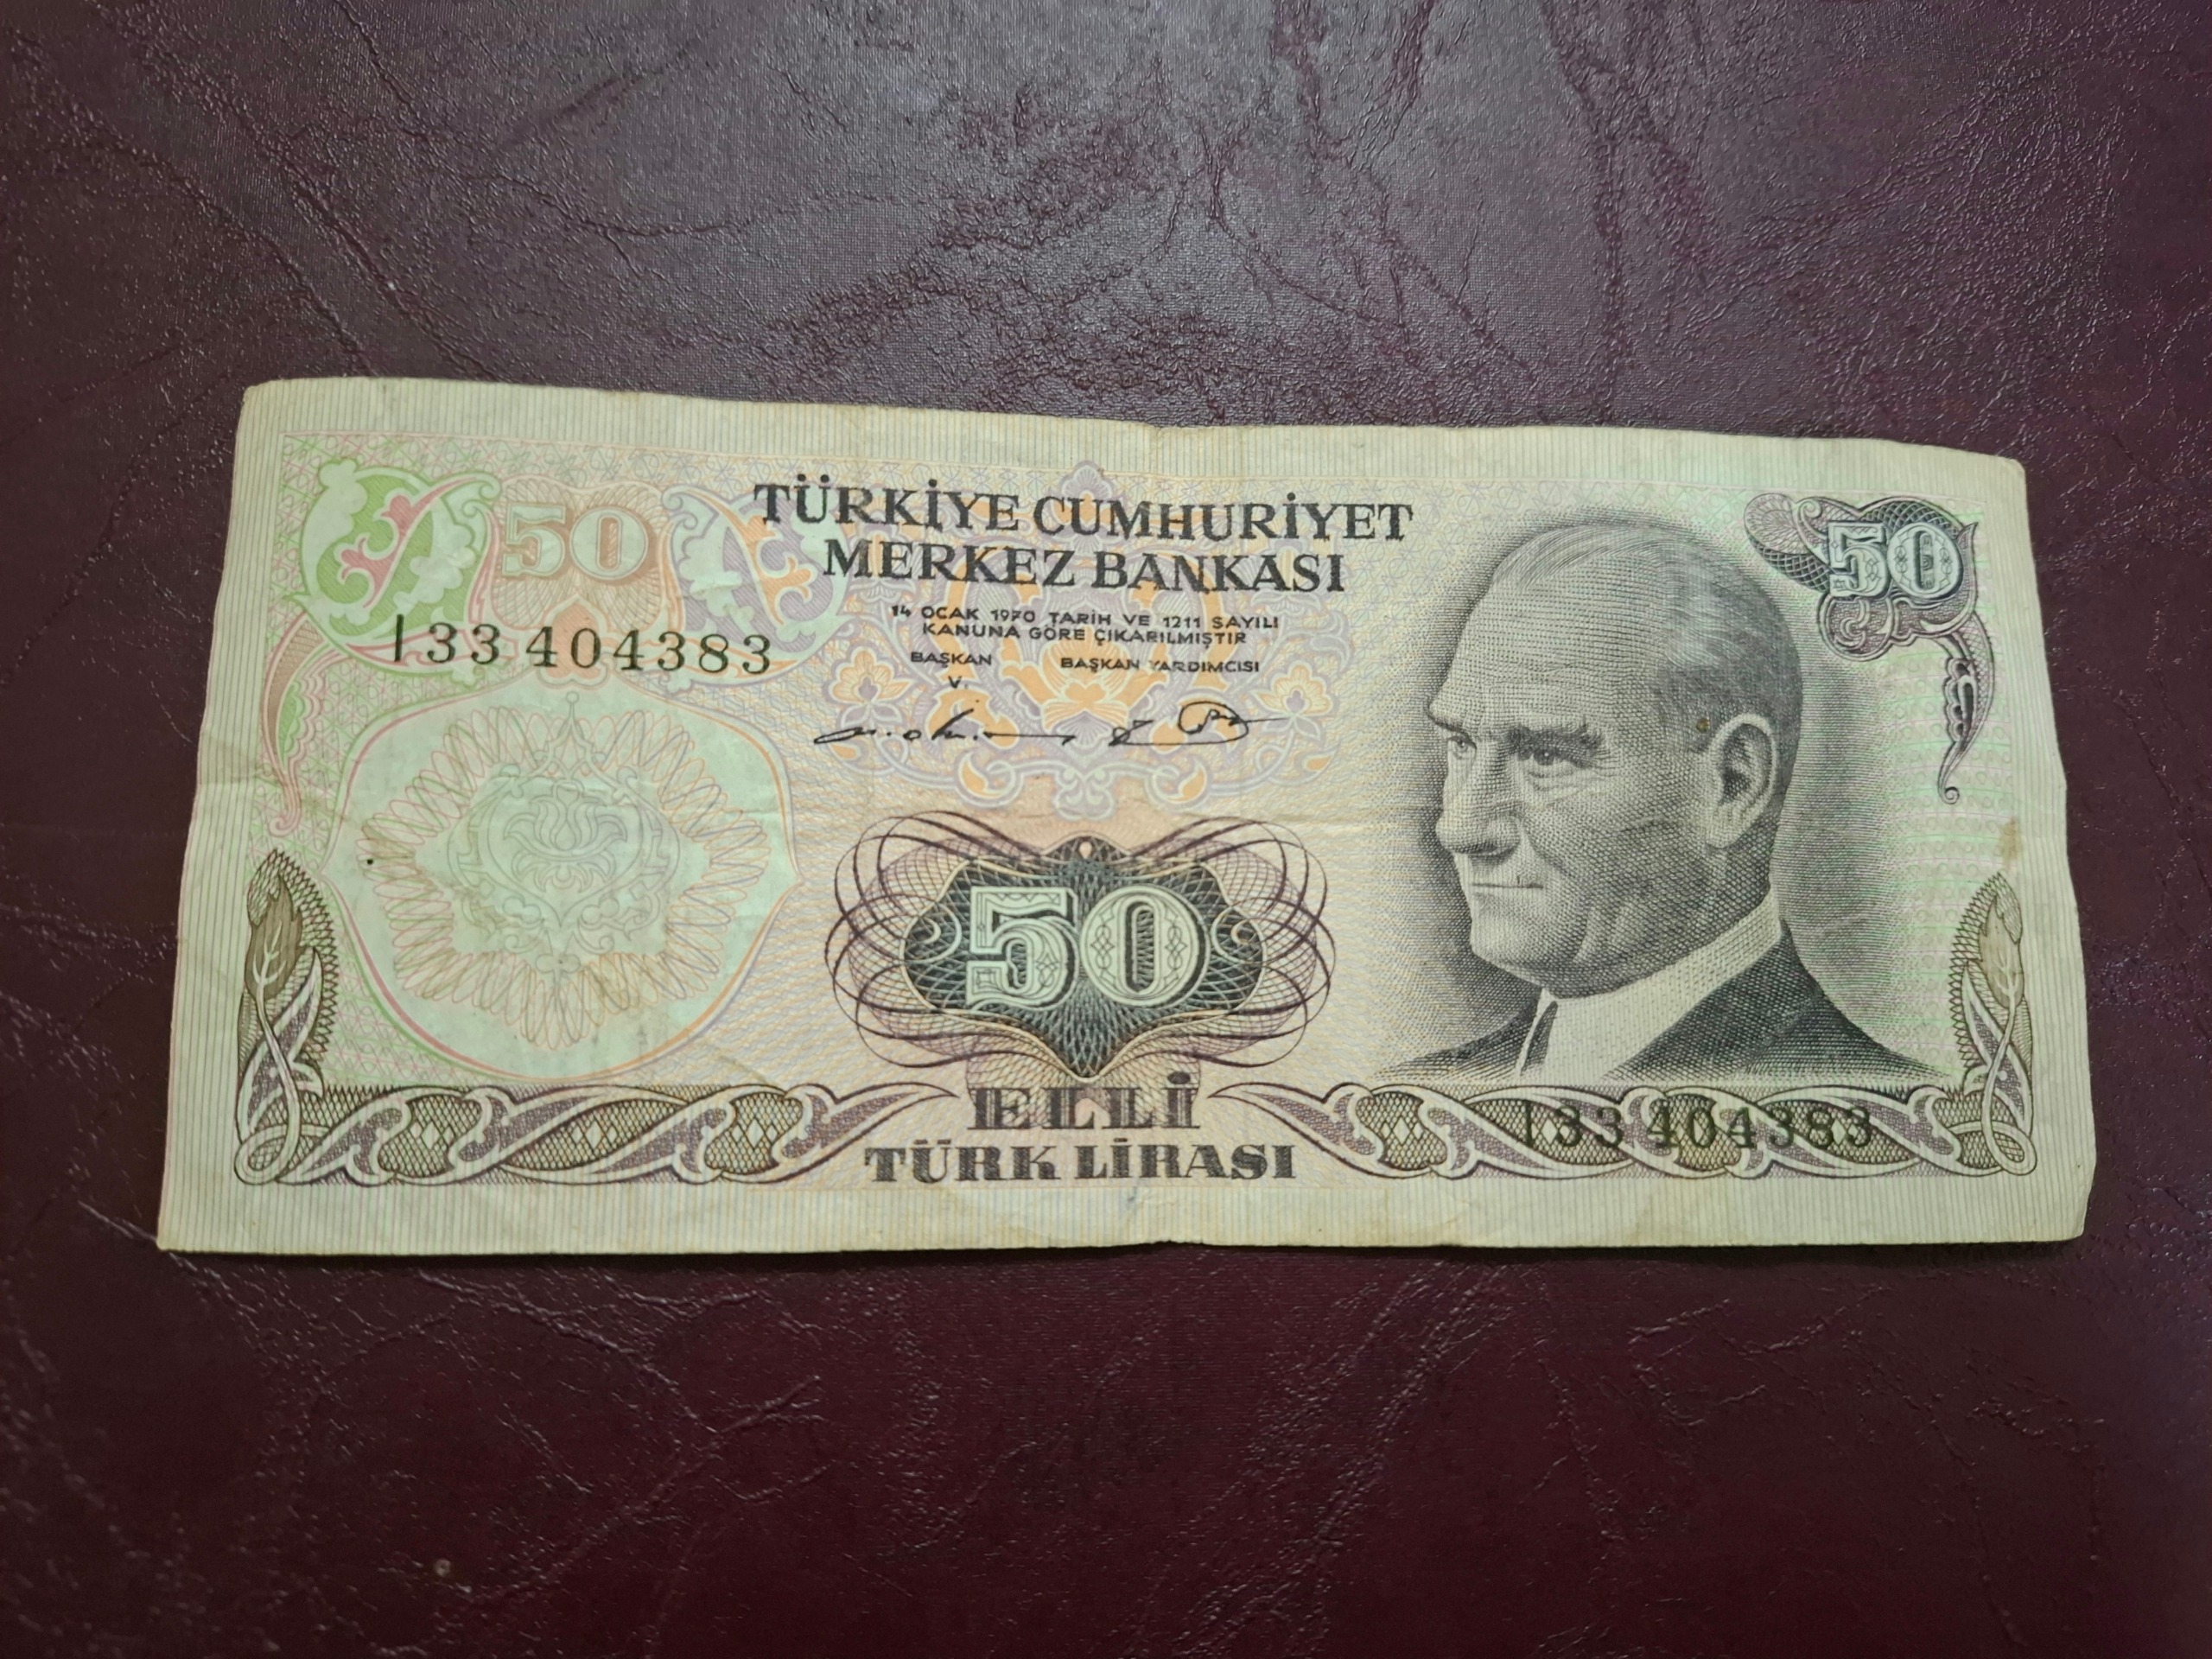 50
TÜRKİYE CUMHURİYET
MERKEZ BANKASI
50
14 OCAK 1970 TARİH VE 1211 SAYILI
KANUNA GÖRE ÇIKARILMIŞTIR
I33 404383
BAŞKAN BAŞKAN YARDIMCISI
V.
50
ELLİ
TÜRK LİRASI
I33 404383